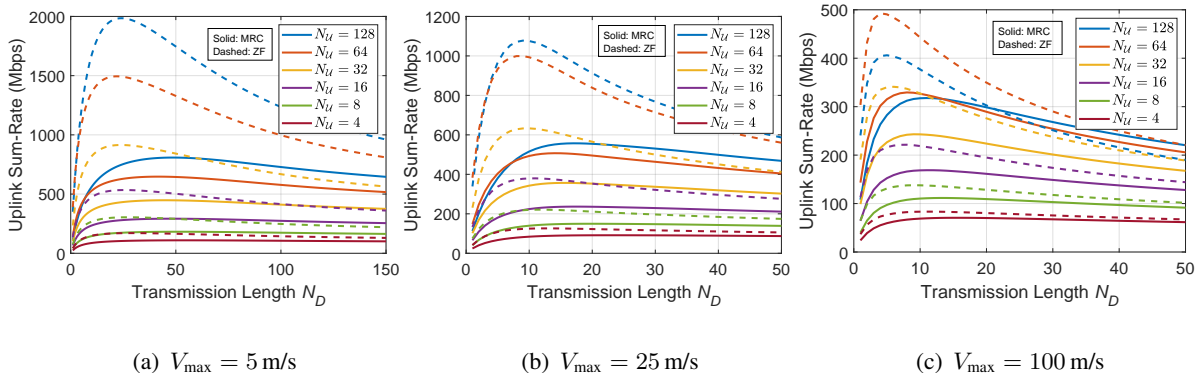 2000
1500
1000
500
0
Uplink Sum-Rate (Mbps)
Solid: MRC
Dashed: ZF
N_U = 128
N_U = 64
N_U = 32
N_U = 16
N_U = 8
N_U = 4
0 50 100 150
Transmission Length N_D
(a) V_max = 5 m/s
1200
1000
800
600
400
200
0
Uplink Sum-Rate (Mbps)
Solid: MRC
Dashed: ZF
N_U = 128
N_U = 64
N_U = 32
N_U = 16
N_U = 8
N_U = 4
0 10 20 30 40 50
Transmission Length N_D
(b) V_max = 25 m/s
500
400
300
200
100
0
Uplink Sum-Rate (Mbps)
Solid: MRC
Dashed: ZF
N_U = 128
N_U = 64
N_U = 32
N_U = 16
N_U = 8
N_U = 4
0 10 20 30 40 50
Transmission Length N_D
(c) V_max = 100 m/s